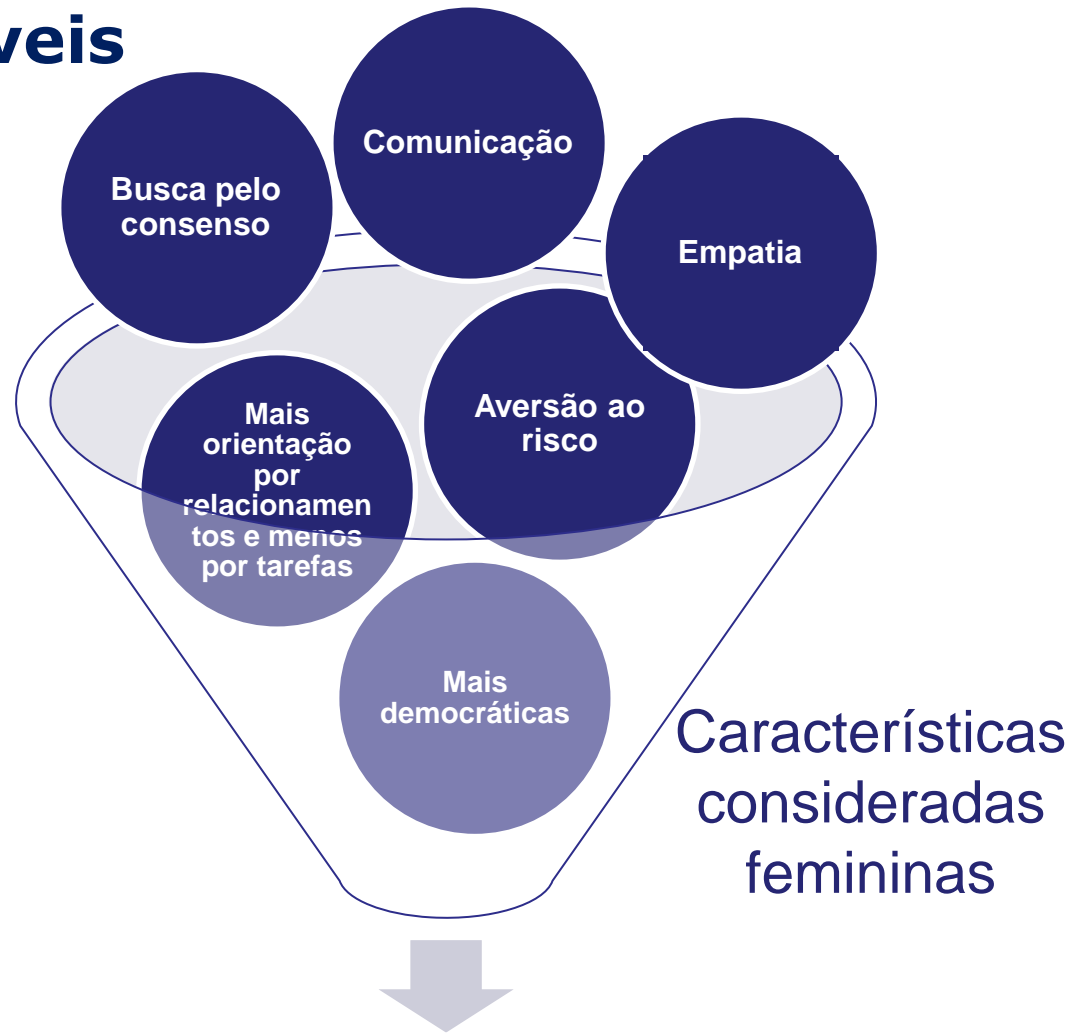 veis
Comunicação
Busca pelo
consenso
Empatia
Aversão ao
risco
Mais
orientação
por
relacionamen
tos e menos
por tarefas
Mais
democráticas
Características
consideradas
femininas